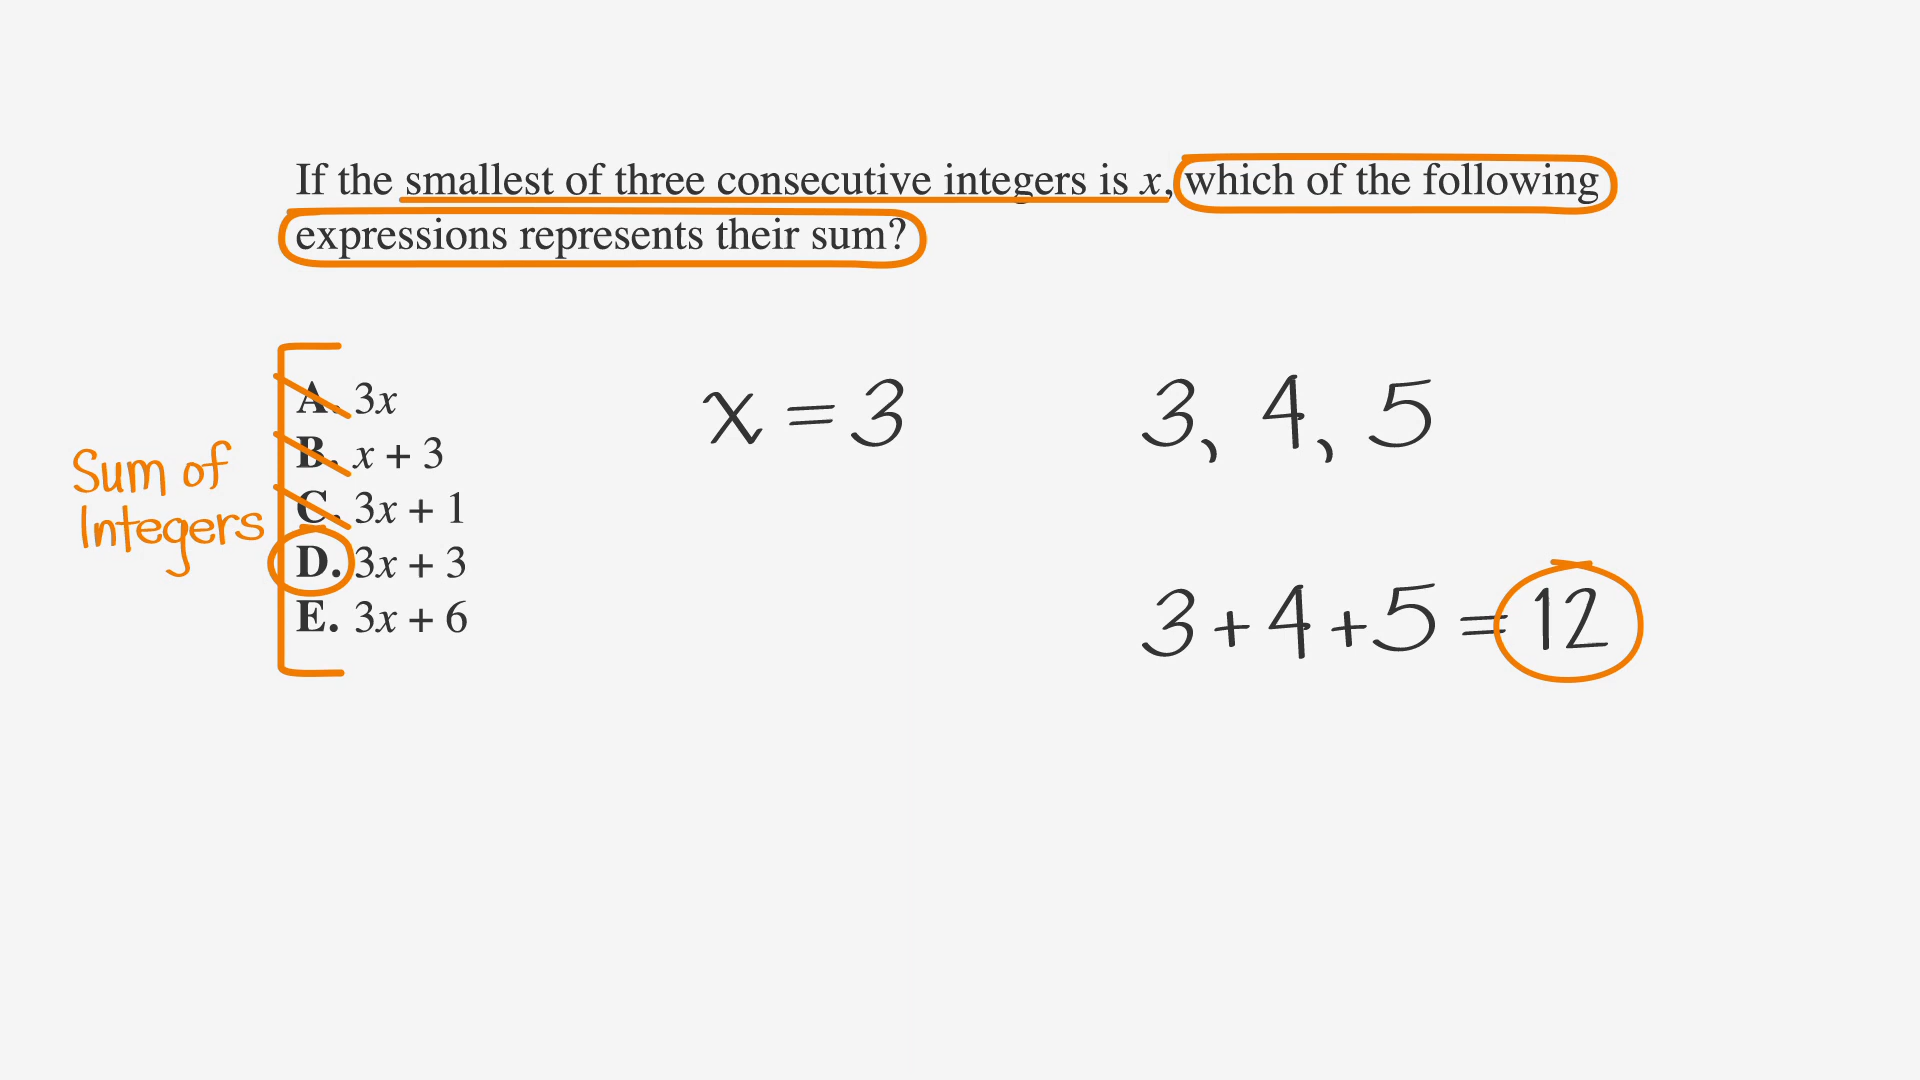 If the smallest of three consecutive integers is x, which of the following
expressions represents their sum?
Sum of
Integers
A. 3x
B. x + 3
C. 3x + 1
D. 3x + 3
E. 3x + 6
x = 3
3, 4, 5
3 + 4 + 5 = 12